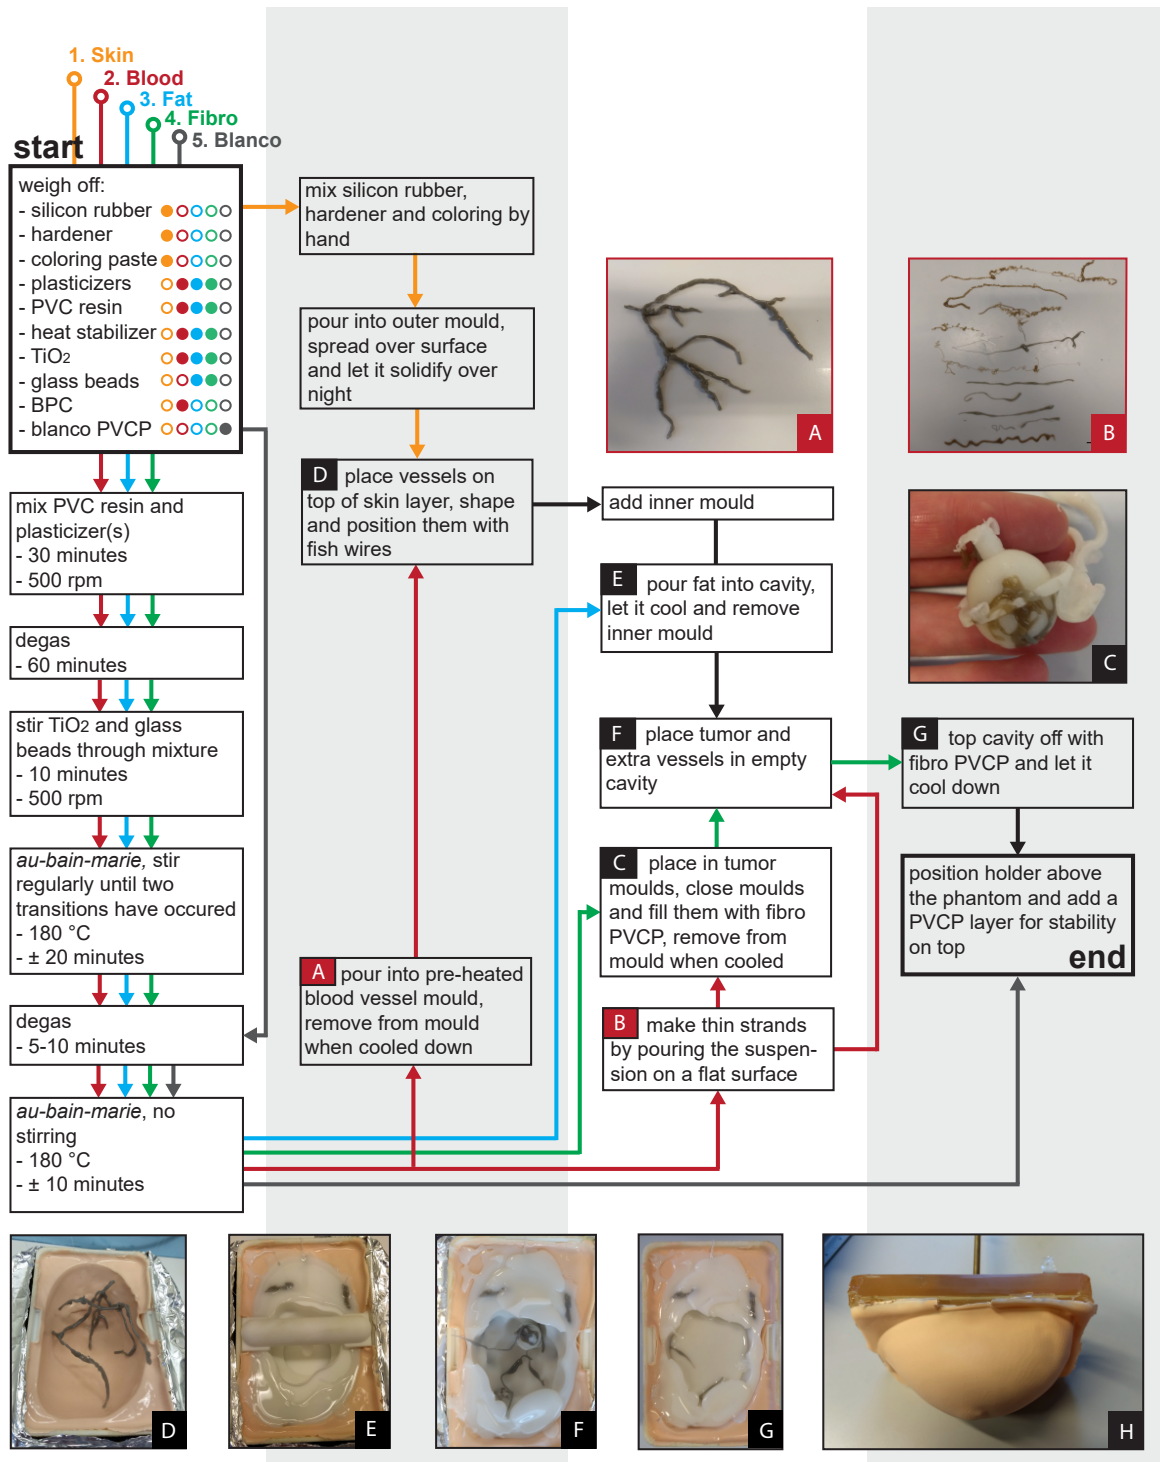 1. Skin
2. Blood
3. Fat
4. Fibro
5. Blanco
start
weigh off:
- silicon rubber
- hardener
- coloring paste
- plasticizers
- PVC resin
- heat stabilizer
- TiO2
- glass beads
- BPC
- blanco PVCP
mix PVC resin and
plasticizer(s)
- 30 minutes
- 500 rpm
degas
- 60 minutes
stir TiO2 and glass
beads through mixture
- 10 minutes
- 500 rpm
au-bain-marie, stir
regularly until two
transitions have occured
- 180 °C
- ± 20 minutes
degas
- 5-10 minutes
au-bain-marie, no
stirring
- 180 °C
- ± 10 minutes
mix silicon rubber,
hardener and coloring by
hand
pour into outer mould,
spread over surface
and let it solidify over
night
D place vessels on
top of skin layer, shape
and position them with
fish wires
A pour into pre-heated
blood vessel mould,
remove from mould
when cooled down
A
add inner mould
E pour fat into cavity,
let it cool and remove
inner mould
F place tumor and
extra vessels in empty
cavity
C place in tumor
moulds, close moulds
and fill them with fibro
PVCP, remove from
mould when cooled
B make thin strands
by pouring the suspen-
sion on a flat surface
B
C
G top cavity off with
fibro PVCP and let it
cool down
position holder above
the phantom and add a
PVCP layer for stability
on top
end
D
E
F
G
H